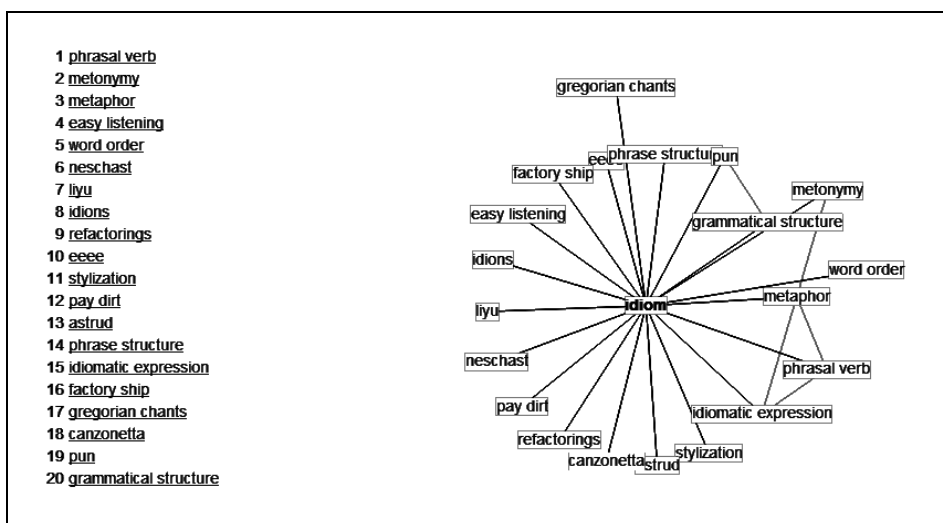 1 phrasal verb
2 metonymy
3 metaphor
4 easy listening
5 word order
6 neschast
7 liyu
8 idions
9 refactorings
10 eeee
11 stylization
12 pay dirt
13 astrud
14 phrase structure
15 idiomatic expression
16 factory ship
17 gregorian chants
18 canzonetta
19 pun
20 grammatical structure
gregorian chants
eeee
phrase structur
pun
factory ship
metonymy
easy listening
grammatical structure
idions
word order
metaphor
idiom
liyu
neschast
phrasal verb
pay dirt
idiomatic expression
refactorings
stylization
canzonetta
strud